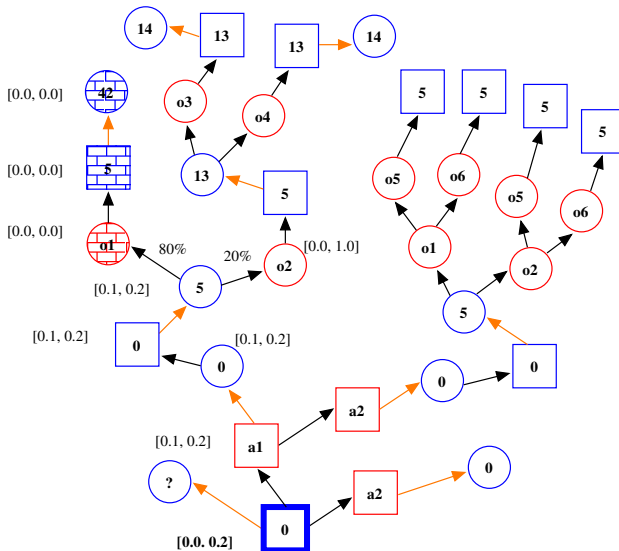 14
13
13
14
[0.0, 0.0]
42
o3
o4
5
5
5
5
[0.0, 0.0]
5
13
5
o5
o6
o5
o6
[0.0, 0.0]
o1
80%
20%
o2
[0.0, 1.0]
o1
o2
[0.1, 0.2]
5
5
[0.1, 0.2]
0
[0.1, 0.2]
0
0
0
a2
[0.1, 0.2]
a1
?
a2
0
0
[0.0. 0.2]